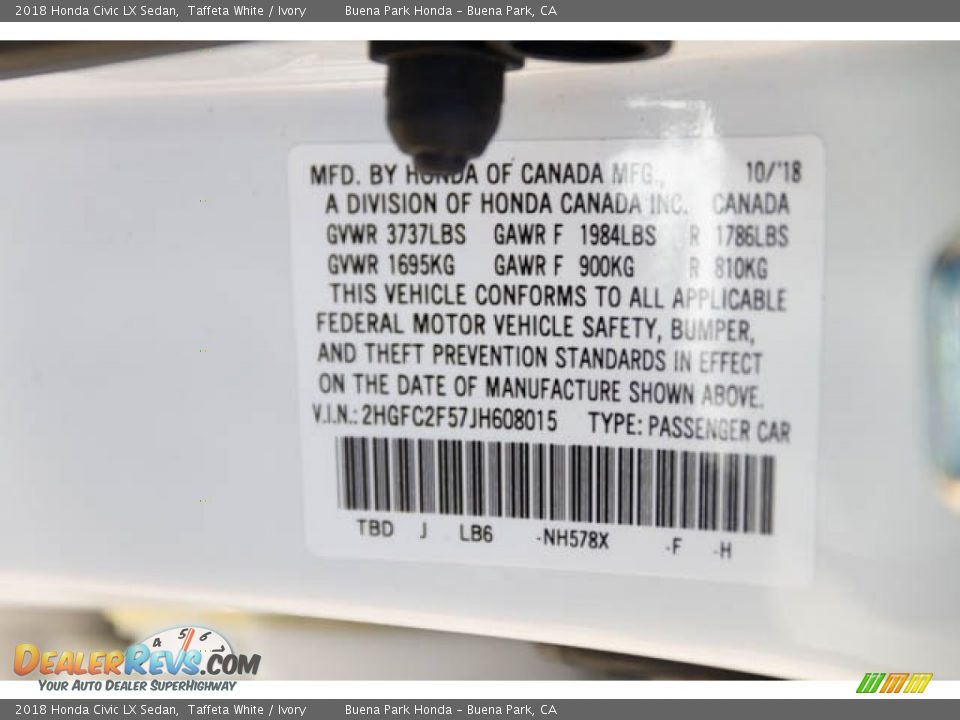 2018 Honda Civic LX Sedan, Taffeta White / Ivory Buena Park Honda - Buena Park, CA
MFD. BY HONDA OF CANADA MFG., 10/'18
A DIVISION OF HONDA CANADA INC. CANADA
GVWR 3737LBS GAWR F 1984LBS R 1786LBS
GVWR 1695KG GAWR F 900KG R 810KG
THIS VEHICLE CONFORMS TO ALL APPLICABLE
FEDERAL MOTOR VEHICLE SAFETY, BUMPER,
AND THEFT PREVENTION STANDARDS IN EFFECT
ON THE DATE OF MANUFACTURE SHOWN ABOVE.
V.I.N.: 2HGFC2F57JH608015 TYPE: PASSENGER CAR
TBD J LB6 -NH578X -F -H
4 5 6
DEALERREVS.COM
YOUR AUTO DEALER SUPERHIGHWAY
2018 Honda Civic LX Sedan, Taffeta White / Ivory Buena Park Honda - Buena Park, CA